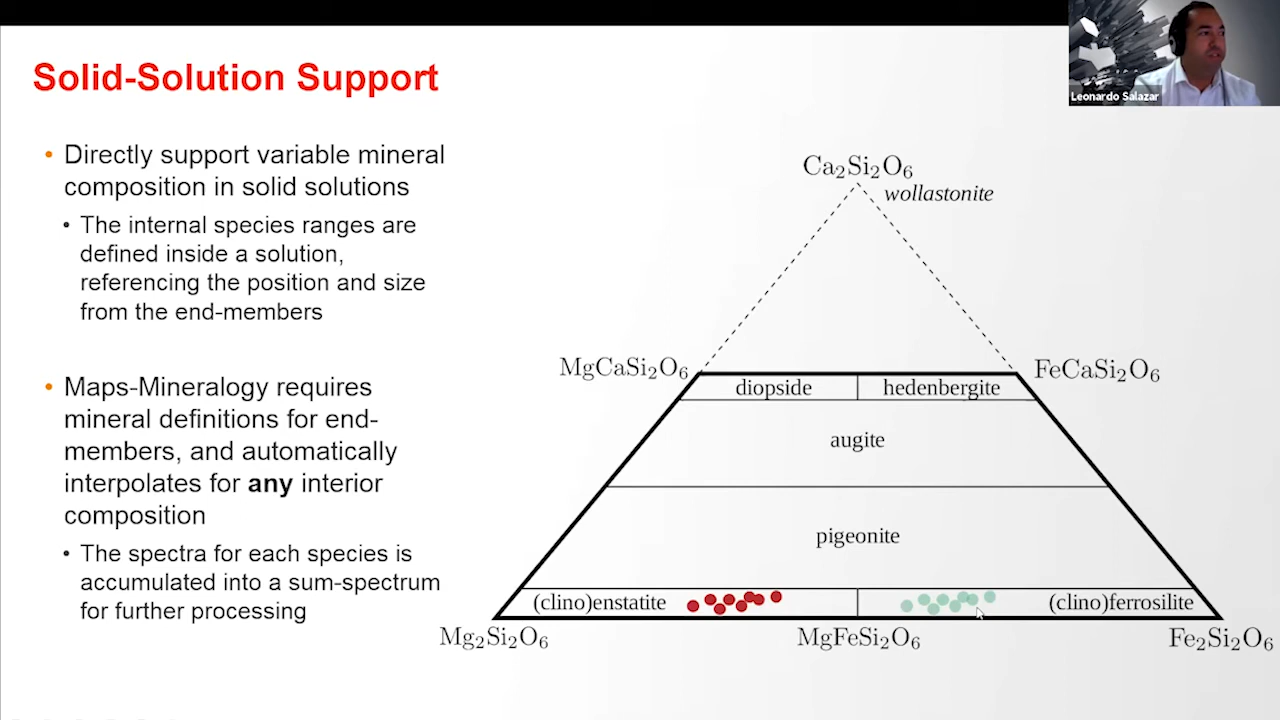 Solid-Solution Support
Leonardo Salazar
• Directly support variable mineral
composition in solid solutions
• The internal species ranges are
defined inside a solution,
referencing the position and size
from the end-members
• Maps-Mineralogy requires
mineral definitions for end-
members, and automatically
interpolates for any interior
composition
• The spectra for each species is
accumulated into a sum-spectrum
for further processing
Ca₂Si₂O₆
wollastonite
MgCaSi₂O₆
FeCaSi₂O₆
diopside
hedenbergite
augite
pigeonite
(clino)enstatite
(clino)ferrosilite
Mg₂Si₂O₆
MgFeSi₂O₆
Fe₂Si₂O₆